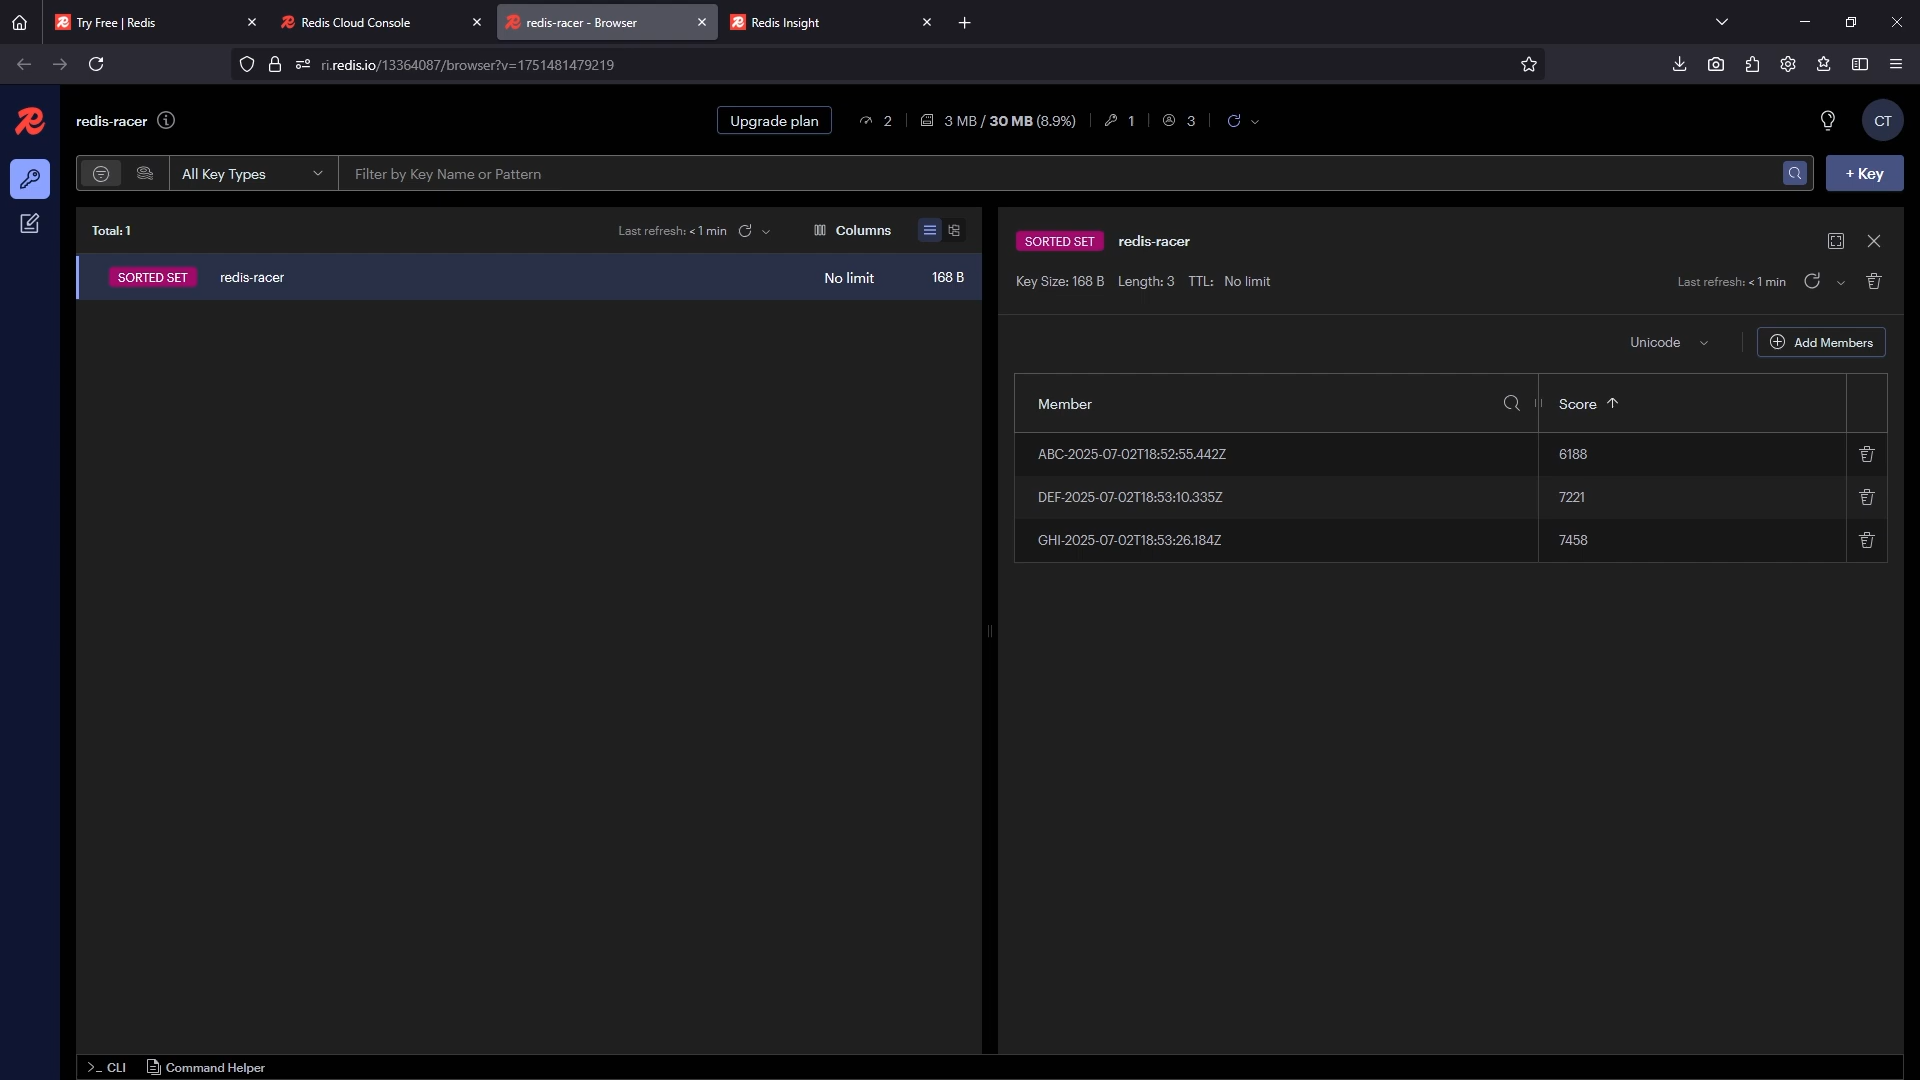 Try Free | Redis
Redis Cloud Console
redis-racer - Browser
Redis Insight
ri.redis.io/13364087/browser?v=1751481479219
redis-racer
Upgrade plan
2
3 MB / 30 MB (8.9%)
1
3
CT
All Key Types
Filter by Key Name or Pattern
+ Key
Total: 1
Last refresh: < 1 min
Columns
SORTED SET redis-racer No limit 168 B
SORTED SET redis-racer
Key Size: 168 B Length: 3 TTL: No limit
Last refresh: < 1 min
Unicode
Add Members
Member Score
ABC-2025-07-02T18:52:55.442Z 6188
DEF-2025-07-02T18:53:10.335Z 7221
GHI-2025-07-02T18:53:26.184Z 7458
>_ CLI
Command Helper